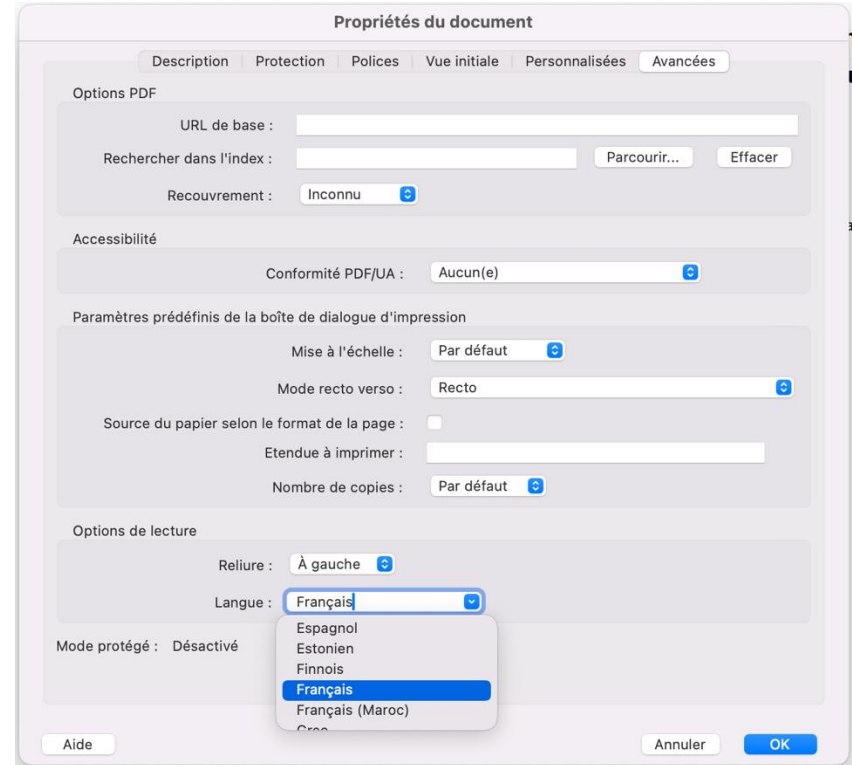 Propriétés du document
Description Protection Polices Vue initiale Personnalisées Avancées
Options PDF
URL de base :
Rechercher dans l'index : Parcourir... Effacer
Recouvrement : Inconnu
Accessibilité
Conformité PDF/UA : Aucun(e)
Paramètres prédéfinis de la boîte de dialogue d'impression
Mise à l'échelle : Par défaut
Mode recto verso : Recto
Source du papier selon le format de la page :
Etendue à imprimer :
Nombre de copies : Par défaut
Options de lecture
Reliure : À gauche
Langue : Français
Espagnol
Mode protégé : Désactivé
Estonien
Finnois
Français
Français (Maroc)
Aide Annuler OK